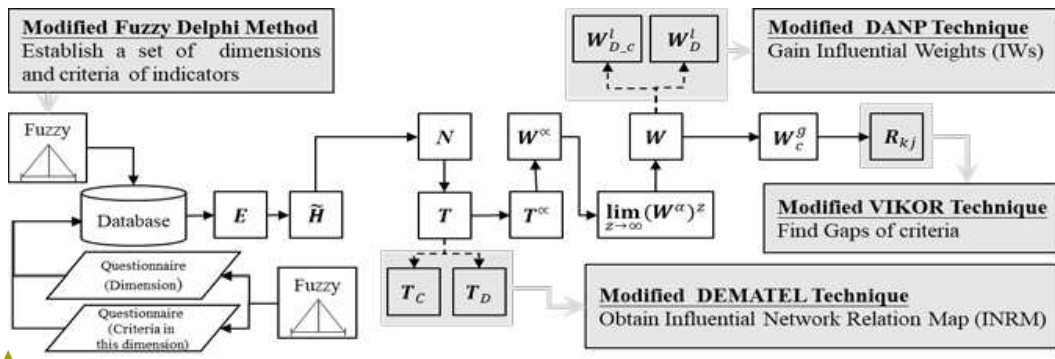 Modified Fuzzy Delphi Method
Establish a set of dimensions
and criteria of indicators
W^l_{D_c}
W^l_D
Modified DANP Technique
Gain Influential Weights (IWs)
Fuzzy
N
W^∝
W
W^g_c
R_{kj}
Database
E
H̃
T
T^∝
lim_{z→∞}(W^α)^z
Modified VIKOR Technique
Find Gaps of criteria
Questionnaire
(Dimension)
Fuzzy
T_C
T_D
Questionnaire
(Criteria in
this dimension)
Modified DEMATEL Technique
Obtain Influential Network Relation Map (INRM)